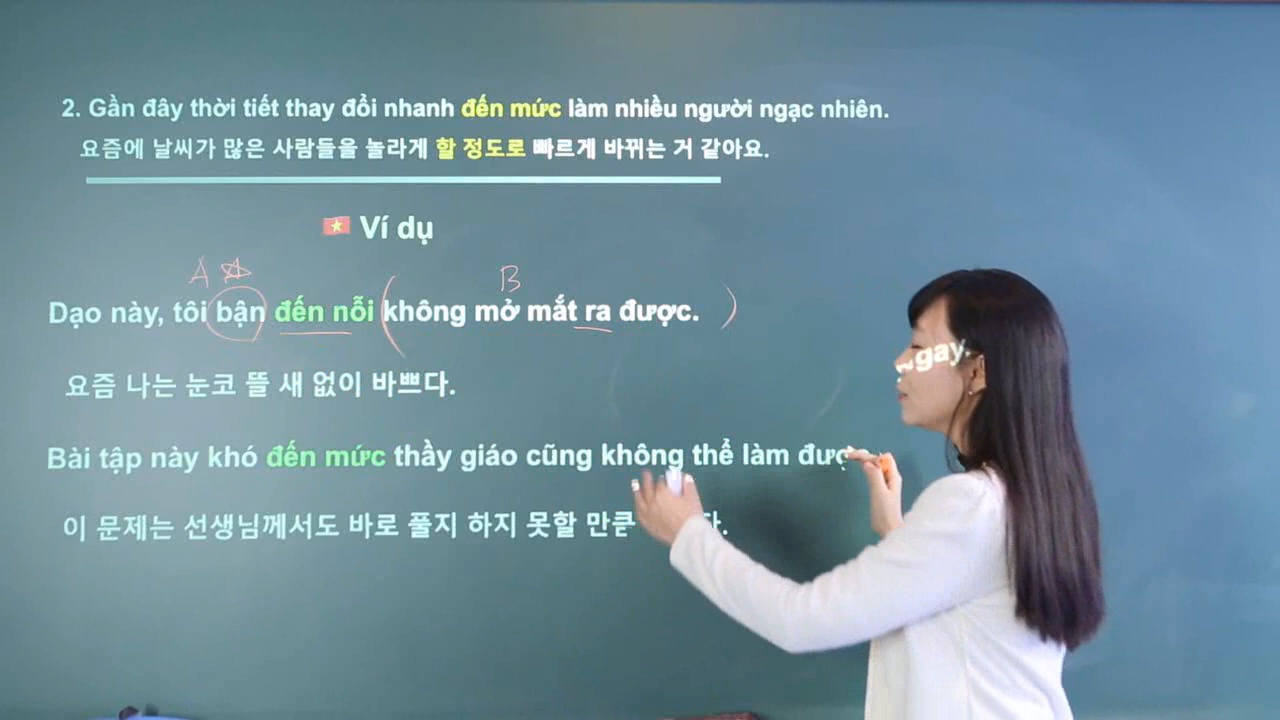 2. Gần đây thời tiết thay đổi nhanh đến mức làm nhiều người ngạc nhiên.
요즘에 날씨가 많은 사람들을 놀라게 할 정도로 빠르게 바뀌는 거 같아요.
Ví dụ
A B
Dạo này, tôi bận đến nỗi (không mở mắt ra được. )
요즘 나는 눈코 뜰 새 없이 바쁘다.
Bài tập này khó đến mức thầy giáo cũng không thể làm gay.
이 문제는 선생님께서도 바로 풀지 하지 못할 만큼